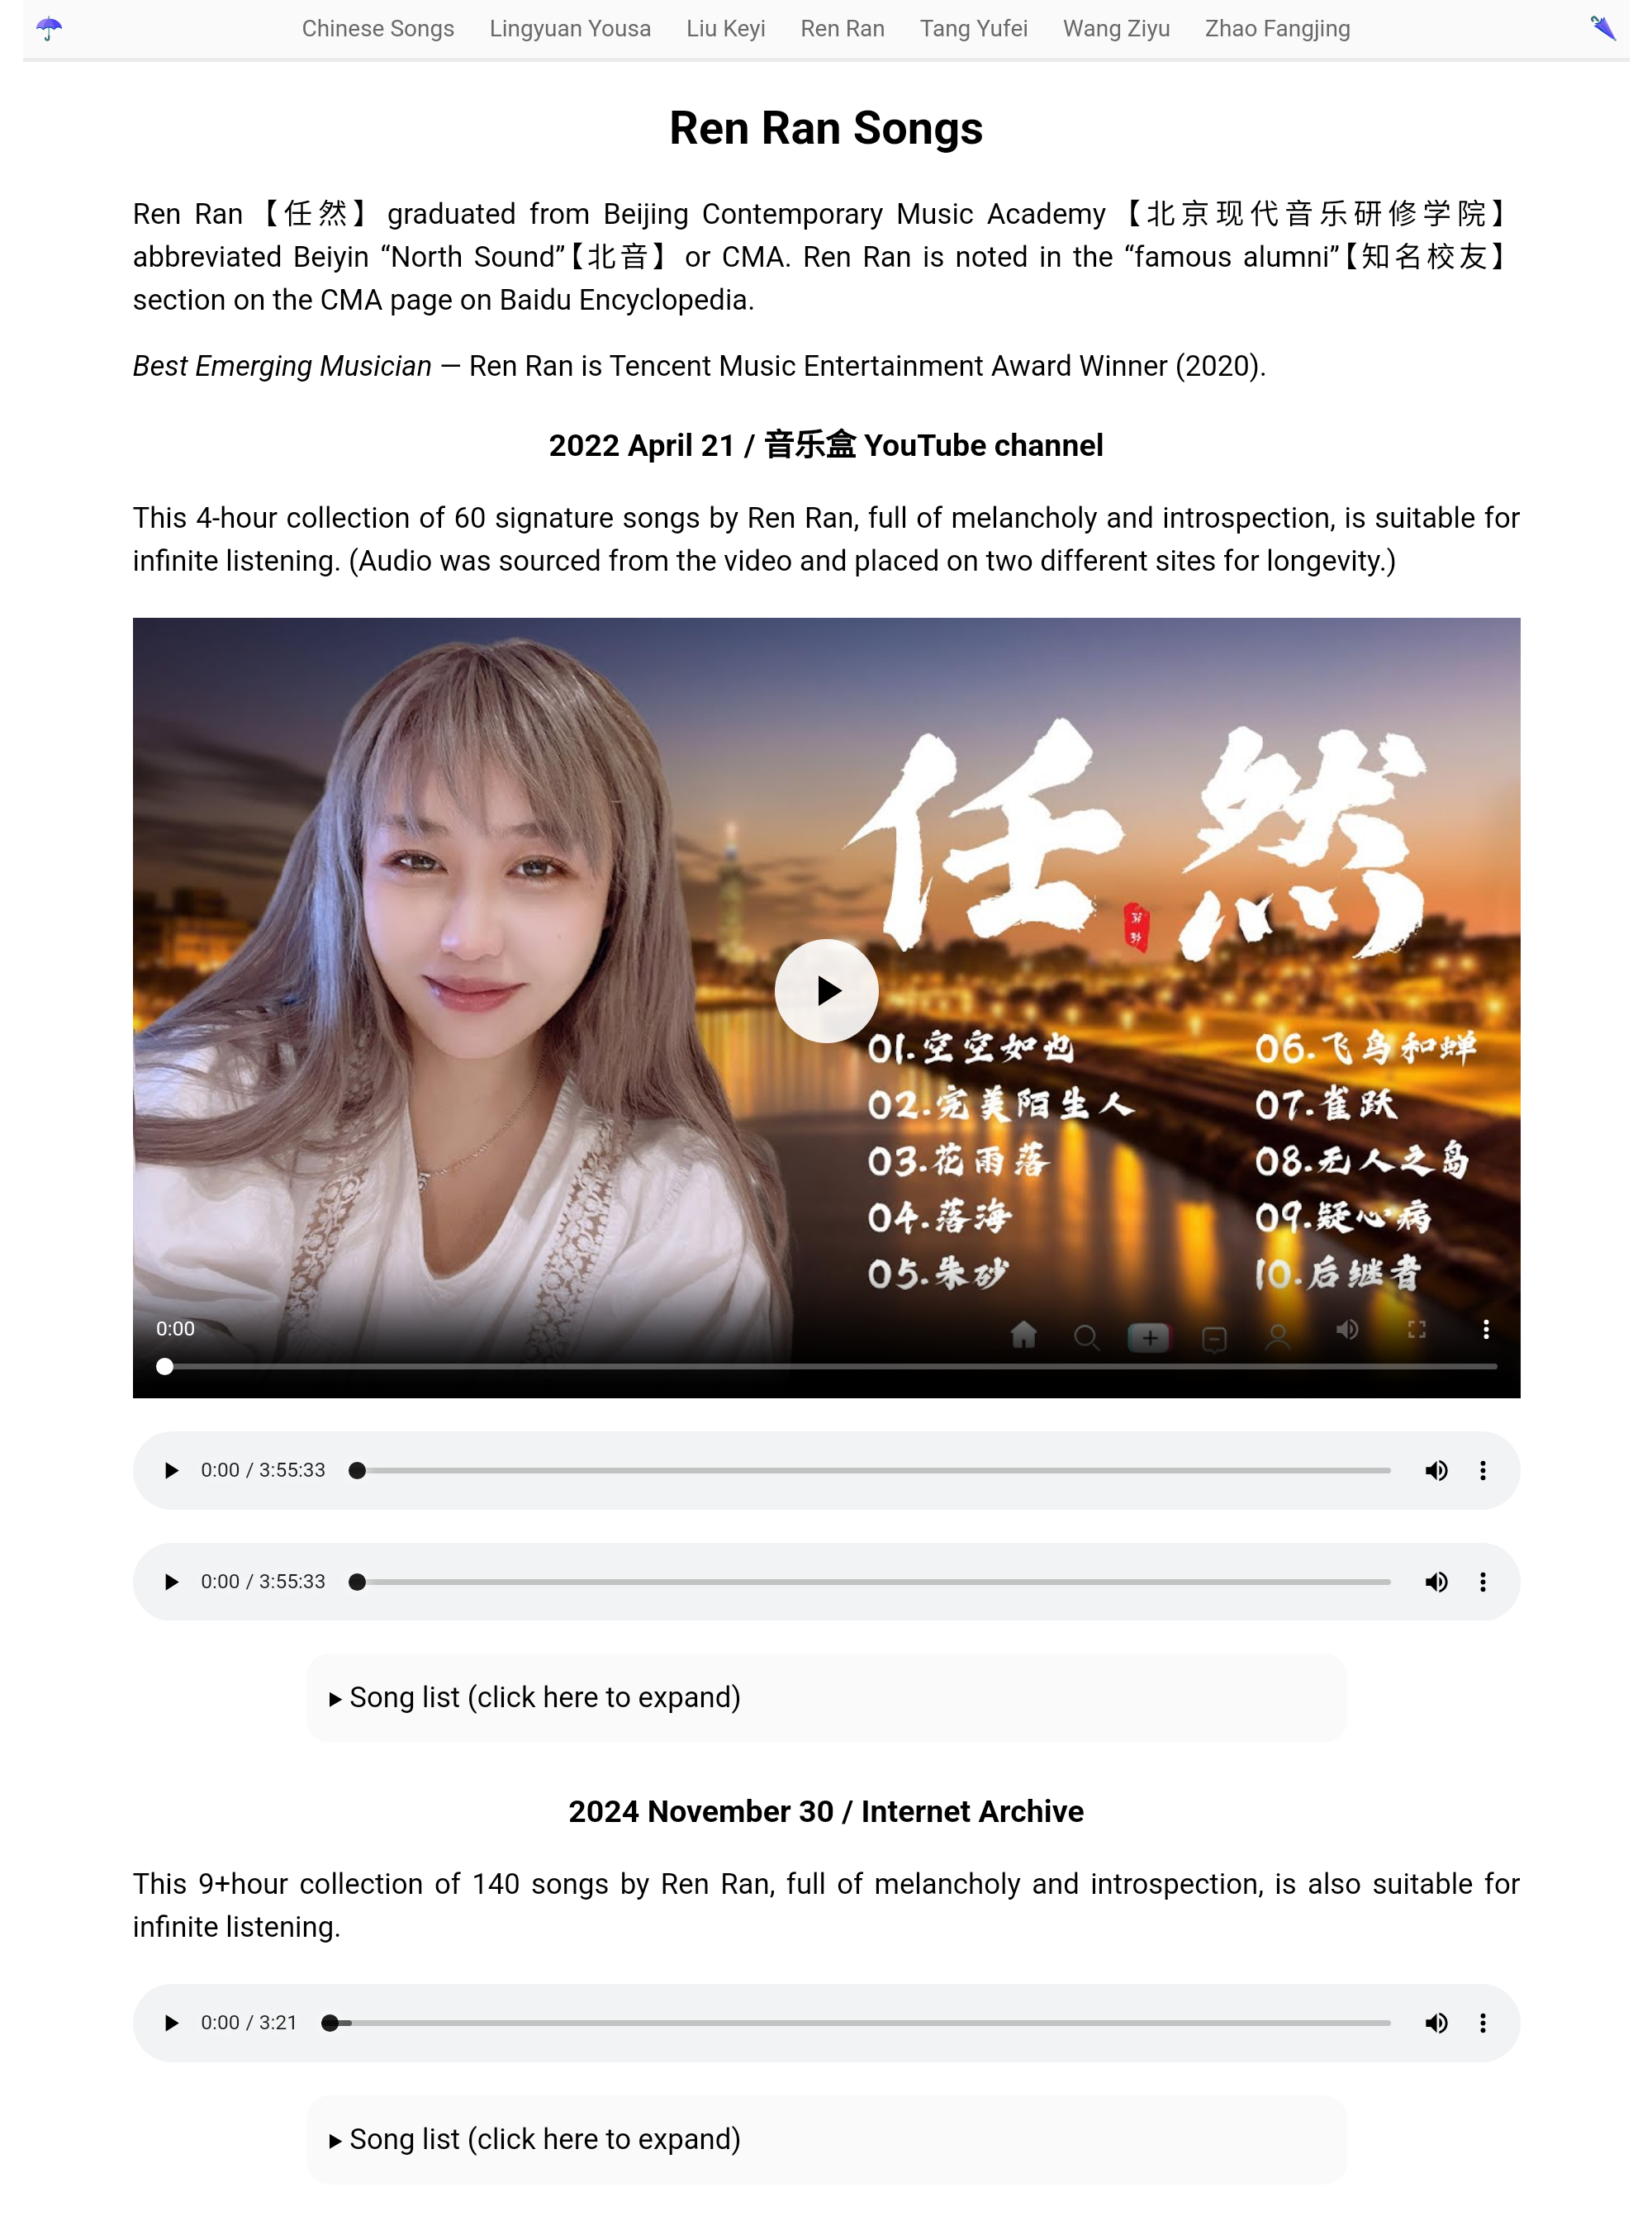 Chinese Songs Lingyuan Yousa Liu Keyi Ren Ran Tang Yufei Wang Ziyu Zhao Fangjing
Ren Ran Songs
Ren Ran 【任然】 graduated from Beijing Contemporary Music Academy 【北京现代音乐研修学院】
abbreviated Beiyin “North Sound”【北音】 or CMA. Ren Ran is noted in the “famous alumni”【知名校友】
section on the CMA page on Baidu Encyclopedia.
Best Emerging Musician — Ren Ran is Tencent Music Entertainment Award Winner (2020).
2022 April 21 / 音乐盒 YouTube channel
This 4-hour collection of 60 signature songs by Ren Ran, full of melancholy and introspection, is suitable for
infinite listening. (Audio was sourced from the video and placed on two different sites for longevity.)
任然
01.空空如也
02.完美陌生人
03.花雨落
04.落海
05.朱砂
06.飞鸟和蝉
07.雀跃
08.无人之岛
09.疑心病
10.后继者
0:00
0:00 / 3:55:33
0:00 / 3:55:33
Song list (click here to expand)
2024 November 30 / Internet Archive
This 9+hour collection of 140 songs by Ren Ran, full of melancholy and introspection, is also suitable for
infinite listening.
0:00 / 3:21
Song list (click here to expand)